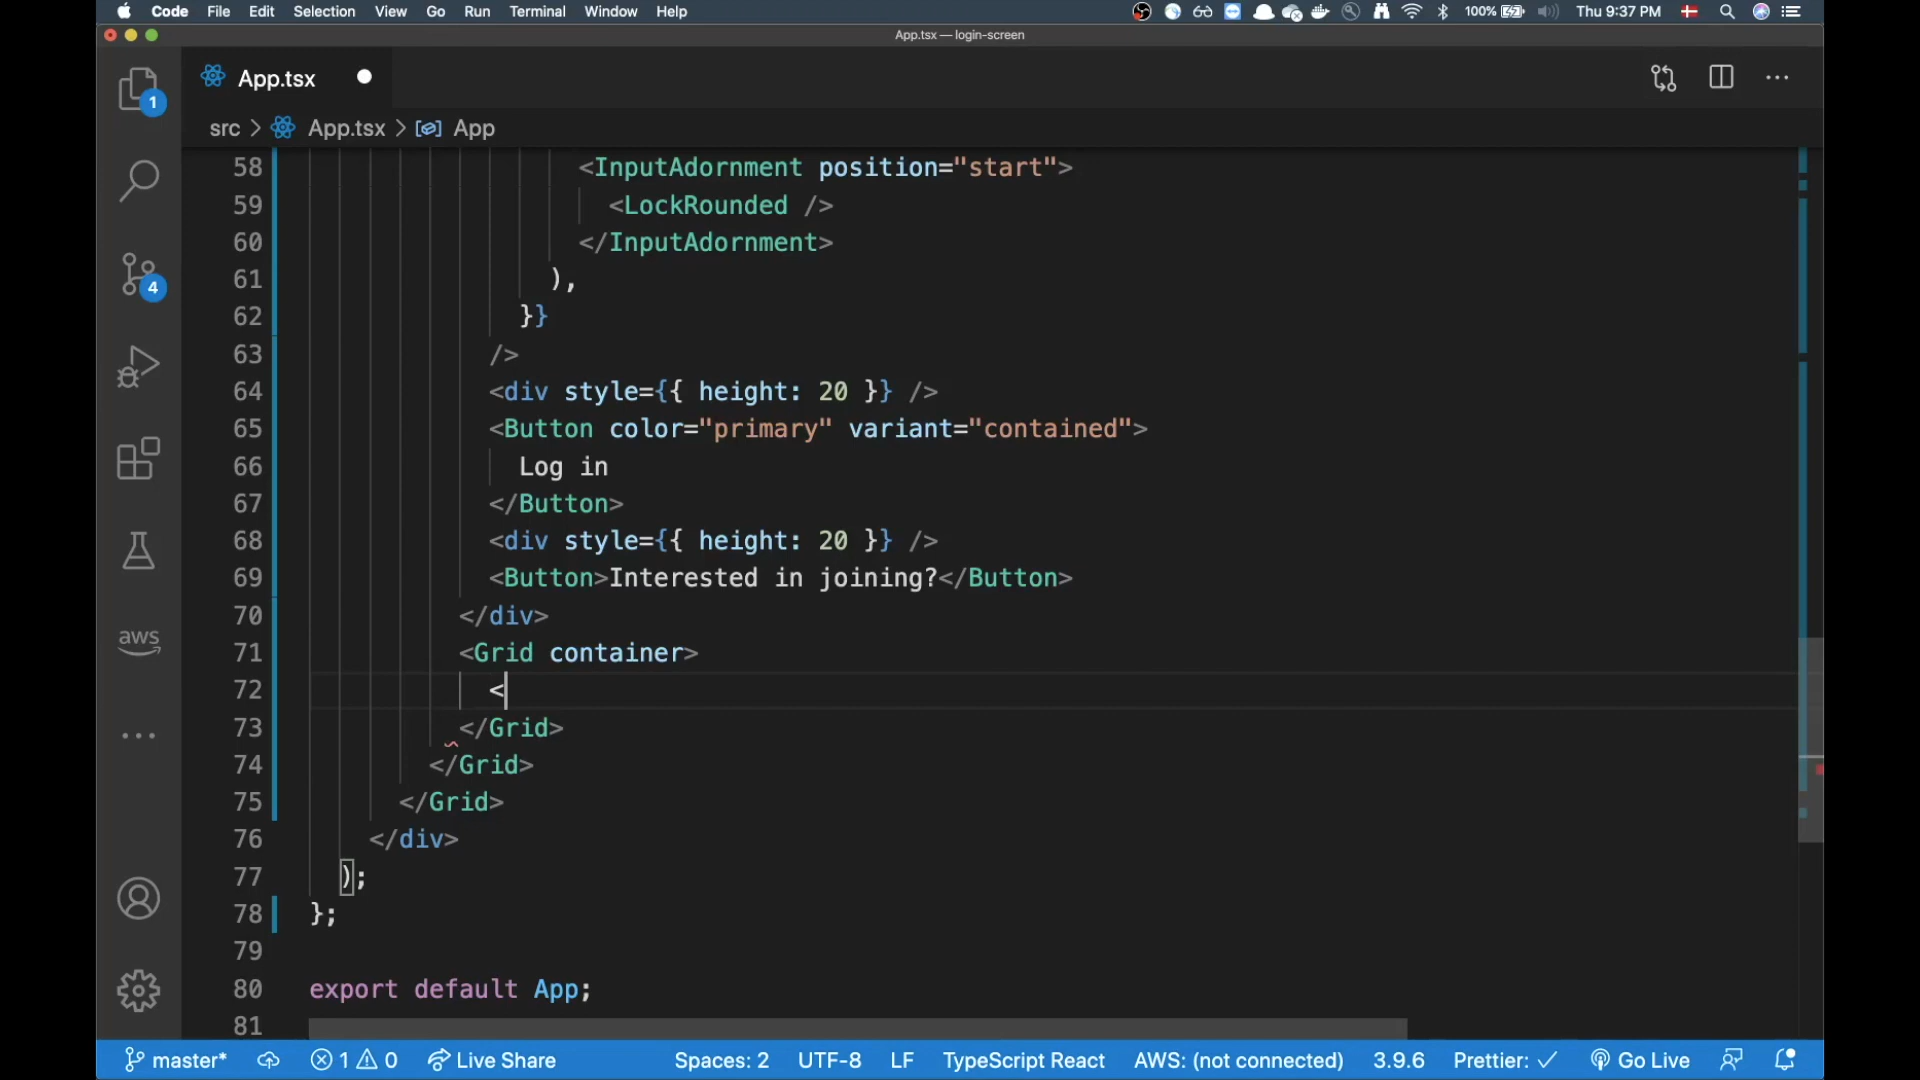 Code File Edit Selection View Go Run Terminal Window Help 100% Thu 9:37 PM
App.tsx — login-screen
App.tsx
1
src > App.tsx > App
58 <InputAdornment position="start">
59 <LockRounded />
60 </InputAdornment>
61 ),
62 }}
63 />
64 <div style={{ height: 20 }} />
65 <Button color="primary" variant="contained">
66 Log in
67 </Button>
68 <div style={{ height: 20 }} />
69 <Button>Interested in joining?</Button>
70 </div>
71 <Grid container>
72 <
73 </Grid>
74 </Grid>
75 </Grid>
76 </div>
77 );
78 };
79
80 export default App;
81
4
aws
master* 1 0 Live Share Spaces: 2 UTF-8 LF TypeScript React AWS: (not connected) 3.9.6 Prettier: ✓ Go Live